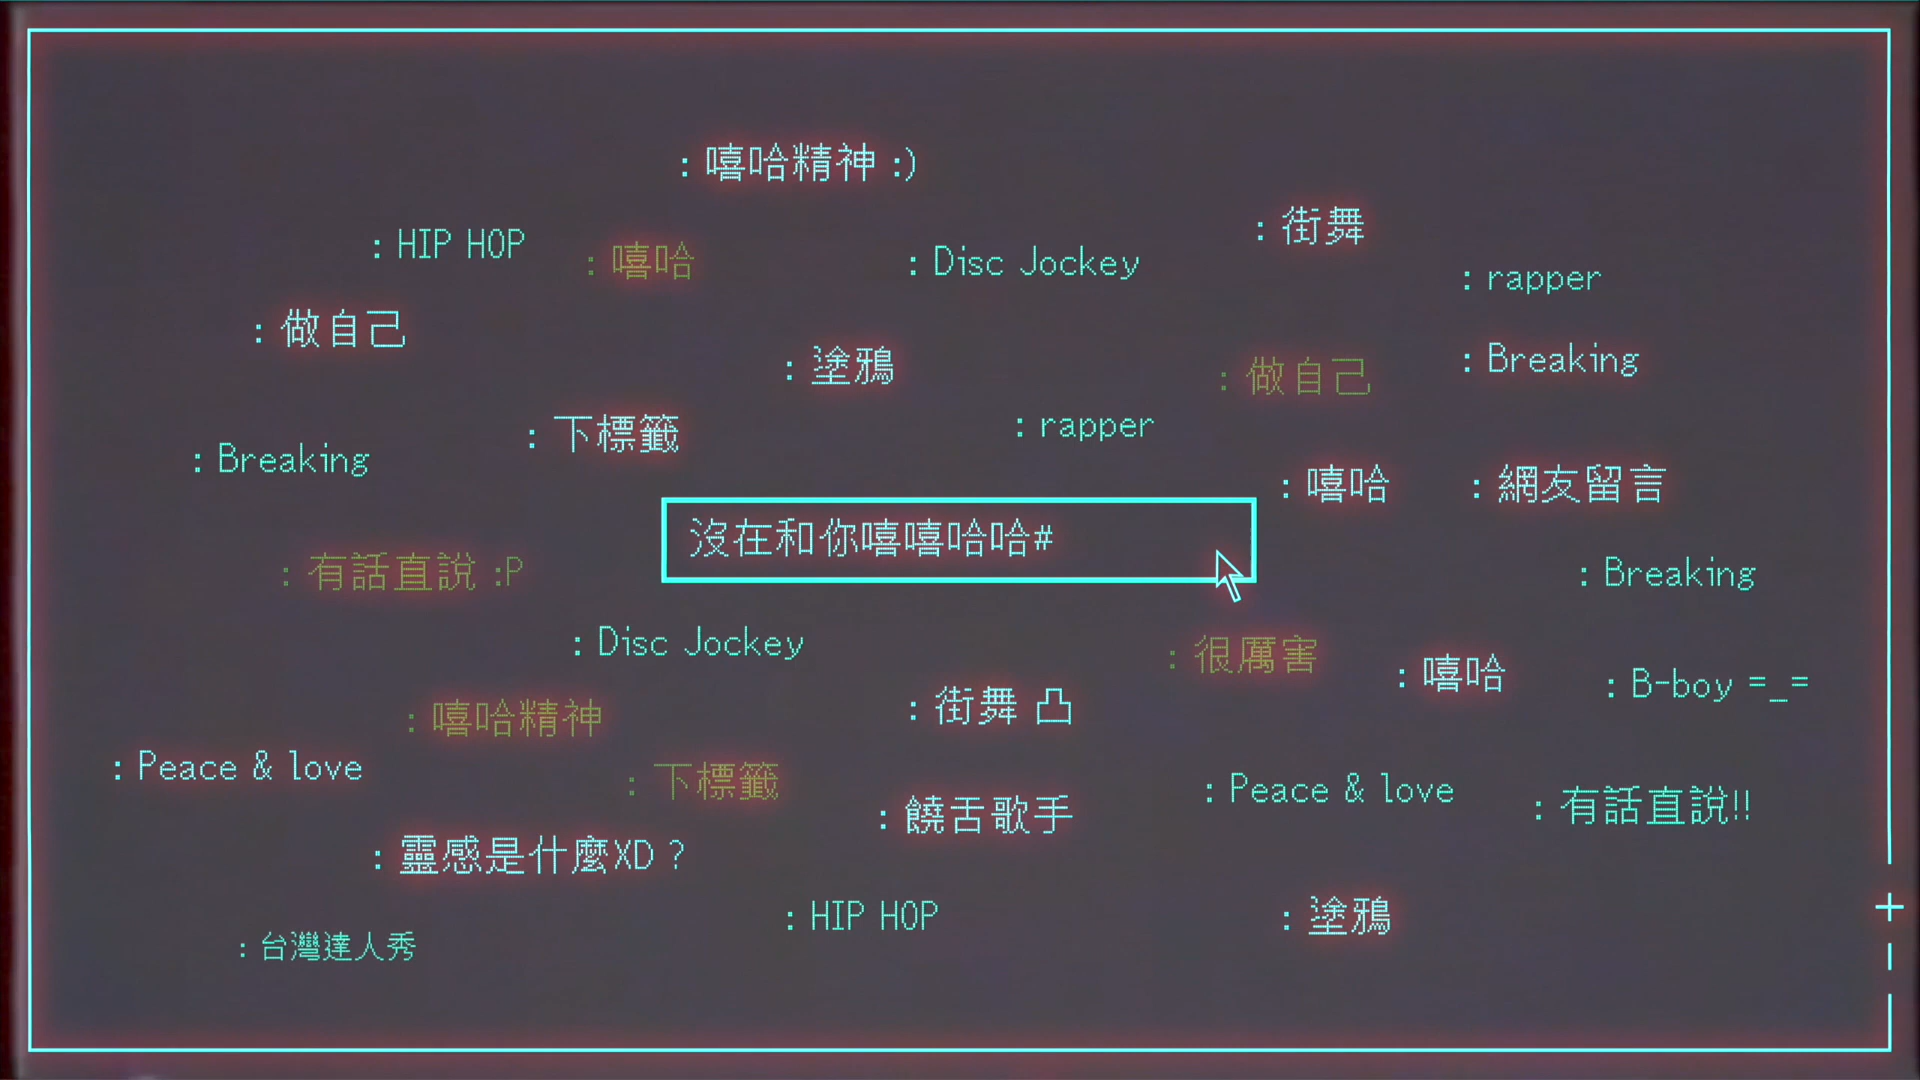 : 嘻哈精神 :)
: 街舞
: HIP HOP
: 嘻哈
: Disc Jockey
: rapper
: 做自己
: 塗鴉
: 做自己
: Breaking
: 下標籤
: rapper
: Breaking
: 嘻哈
: 網友留言
沒在和你嘻嘻哈哈#
: 有話直說 :P
: Breaking
: Disc Jockey
: 很厲害
: 嘻哈
: B-boy =_=
: 嘻哈精神
: 街舞 凸
: Peace & love
: 下標籤
: Peace & love
: 有話直說!!
: 饒舌歌手
: 靈感是什麼XD ?
: HIP HOP
: 塗鴉
: 台灣達人秀